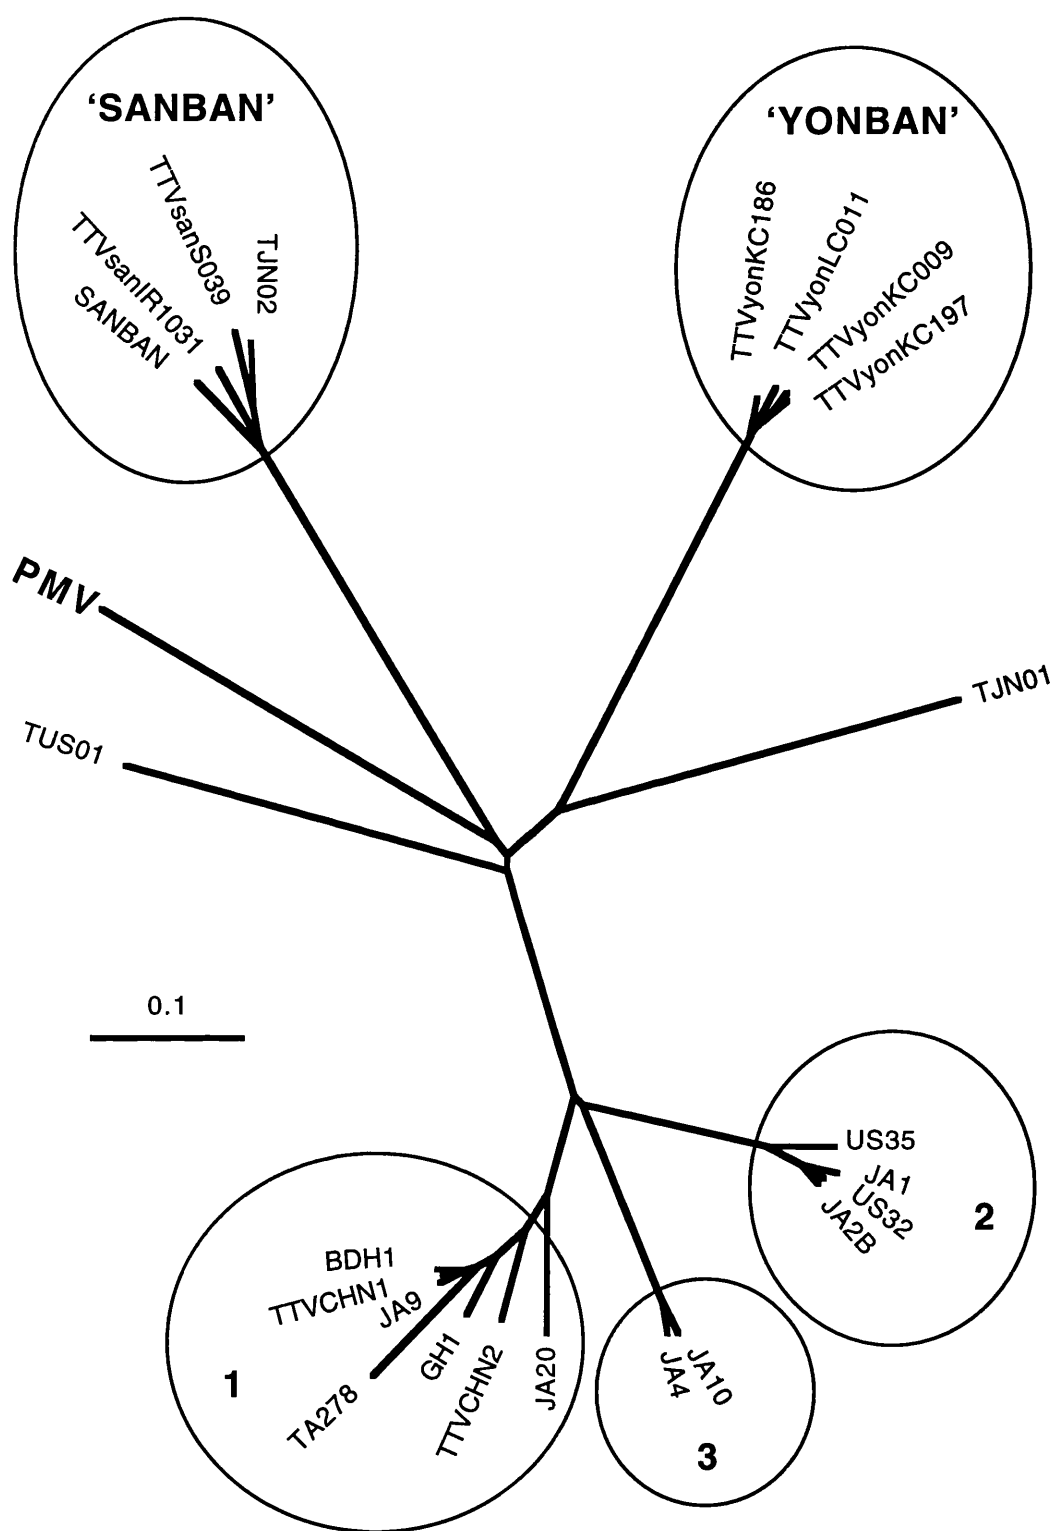 ‘SANBAN’
TTVsanS039
TJN02
TTVsanIR1031
SANBAN
‘YONBAN’
TTVyonKC186
TTVyonLC011
TTVyonKC009
TTVyonKC197
PMV
TUS01
TJN01
0.1
US35
JA1
US32
JA2B
2
BDH1
TTVCHN1
JA9
TA278
GH1
TTVCHN2
JA20
1
JA10
JA4
3